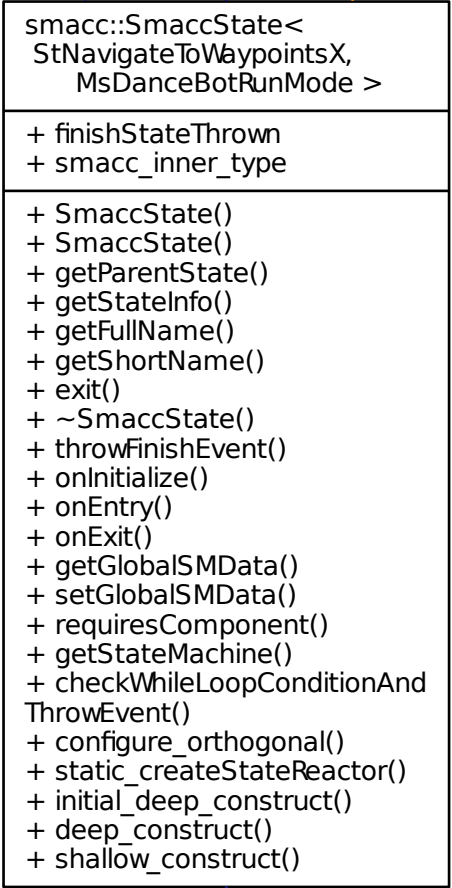 smacc::SmaccState<
StNavigateToWaypointsX,
MsDanceBotRunMode >
+ finishStateThrown
+ smacc_inner_type
+ SmaccState()
+ SmaccState()
+ getParentState()
+ getStateInfo()
+ getFullName()
+ getShortName()
+ exit()
+ ~SmaccState()
+ throwFinishEvent()
+ onInitialize()
+ onEntry()
+ onExit()
+ getGlobalSMData()
+ setGlobalSMData()
+ requiresComponent()
+ getStateMachine()
+ checkWhileLoopConditionAnd
ThrowEvent()
+ configure_orthogonal()
+ static_createStateReactor()
+ initial_deep_construct()
+ deep_construct()
+ shallow_construct()